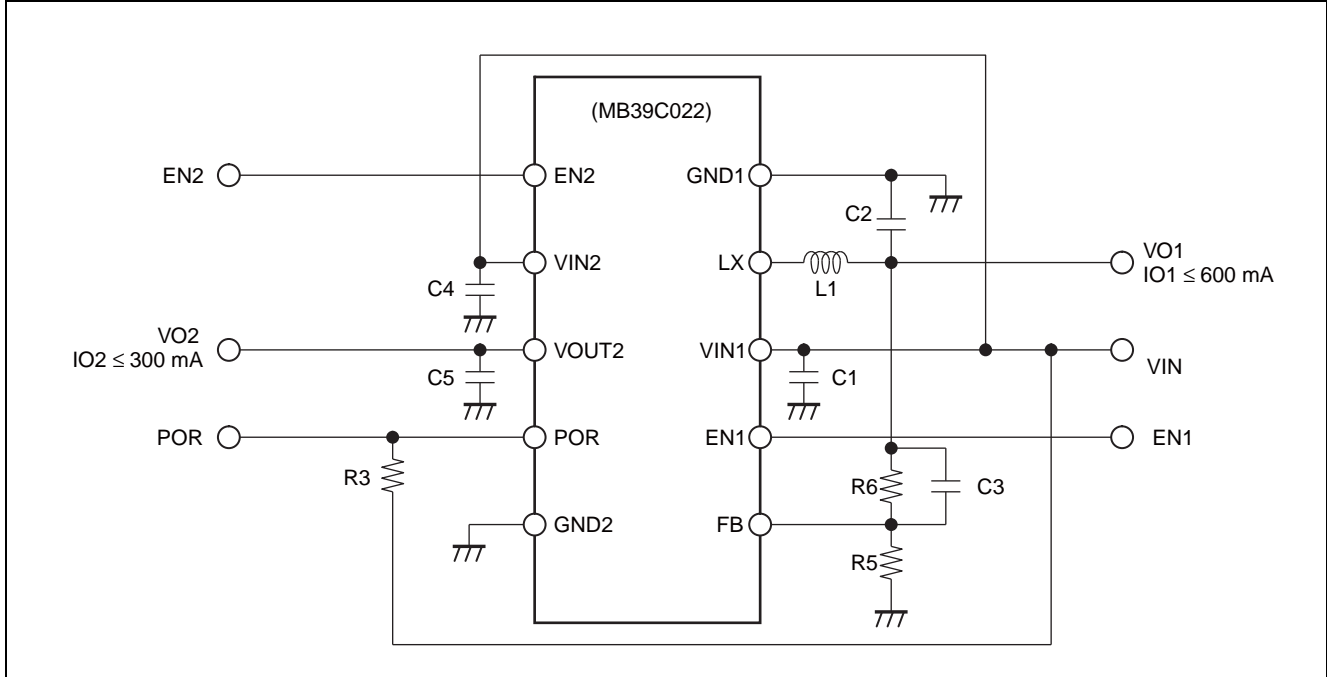 (MB39C022)
EN2
EN2
GND1
C2
VIN2
LX
L1
VO1
IO1 ≤ 600 mA
C4
VO2
IO2 ≤ 300 mA
VOUT2
VIN1
VIN
C5
C1
POR
POR
EN1
EN1
R3
R6
C3
GND2
FB
R5